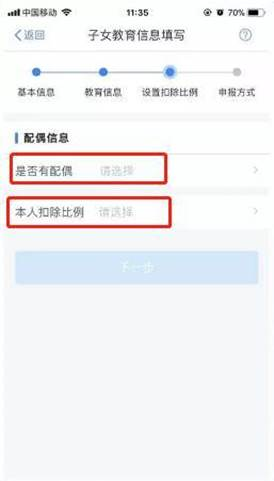 中国移动 11:35 50%
返回 子女教育信息填写 ?
基本信息 教育信息 设置扣除比例 申报方式
配偶信息
是否有配偶 请选择
本人扣除比例 请选择
下一步